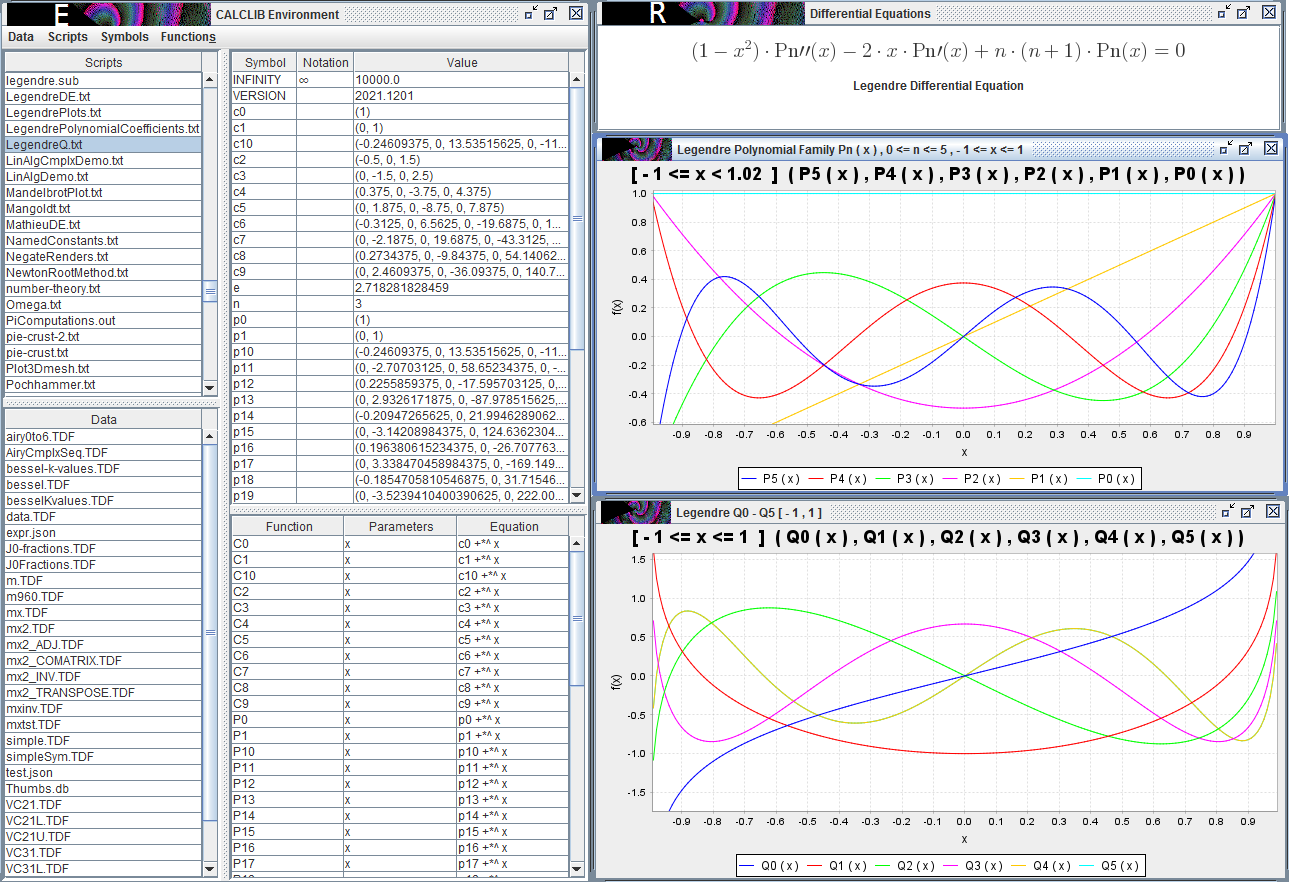 E
CALCLIB Environment
Data Scripts Symbols Functions
Scripts
legendre.sub
LegendreDE.txt
LegendrePlots.txt
LegendrePolynomialCoefficients.txt
LegendreQ.txt
LinAlgCmplxDemo.txt
LinAlgDemo.txt
MandelbrotPlot.txt
Mangoldt.txt
MathieuDE.txt
NamedConstants.txt
NegateRenders.txt
NewtonRootMethod.txt
number-theory.txt
Omega.txt
PiComputations.out
pie-crust-2.txt
pie-crust.txt
Plot3Dmesh.txt
Pochhammer.txt
Data
airy0to6.TDF
AiryCmplxSeq.TDF
bessel-k-values.TDF
bessel.TDF
besselKvalues.TDF
data.TDF
expr.json
J0-fractions.TDF
J0Fractions.TDF
m.TDF
m960.TDF
mx.TDF
mx2.TDF
mx2_ADJ.TDF
mx2_COMATRIX.TDF
mx2_INV.TDF
mx2_TRANSPOSE.TDF
mxinv.TDF
mxtst.TDF
simple.TDF
simpleSym.TDF
test.json
Thumbs.db
VC21.TDF
VC21L.TDF
VC21U.TDF
VC31.TDF
VC31L.TDF
Symbol Notation Value
INFINITY ∞ 10000.0
VERSION 2021.1201
c0 (1)
c1 (0, 1)
c10 (-0.24609375, 0, 13.53515625, 0, -11...
c2 (-0.5, 0, 1.5)
c3 (0, -1.5, 0, 2.5)
c4 (0.375, 0, -3.75, 0, 4.375)
c5 (0, 1.875, 0, -8.75, 0, 7.875)
c6 (-0.3125, 0, 6.5625, 0, -19.6875, 0, 1...
c7 (0, -2.1875, 0, 19.6875, 0, -43.3125, ...
c8 (0.2734375, 0, -9.84375, 0, 54.14062...
c9 (0, 2.4609375, 0, -36.09375, 0, 140.7...
e 2.718281828459
n 3
p0 (1)
p1 (0, 1)
p10 (-0.24609375, 0, 13.53515625, 0, -11...
p11 (0, -2.70703125, 0, 58.65234375, 0, -...
p12 (0.2255859375, 0, -17.595703125, 0, ...
p13 (0, 2.9326171875, 0, -87.978515625, ...
p14 (-0.20947265625, 0, 21.9946289062...
p15 (0, -3.14208984375, 0, 124.6362304...
p16 (0.196380615234375, 0, -26.707763...
p17 (0, 3.338470458984375, 0, -169.149...
p18 (-0.1854705810546875, 0, 31.71546...
p19 (0, -3.5239410400390625, 0, 222.00...
Function Parameters Equation
C0 x c0 +*^ x
C1 x c1 +*^ x
C10 x c10 +*^ x
C2 x c2 +*^ x
C3 x c3 +*^ x
C4 x c4 +*^ x
C5 x c5 +*^ x
C6 x c6 +*^ x
C7 x c7 +*^ x
C8 x c8 +*^ x
C9 x c9 +*^ x
P0 x p0 +*^ x
P1 x p1 +*^ x
P10 x p10 +*^ x
P11 x p11 +*^ x
P12 x p12 +*^ x
P13 x p13 +*^ x
P14 x p14 +*^ x
P15 x p15 +*^ x
P16 x p16 +*^ x
P17 x p17 +*^ x
R
Differential Equations
(1 − x²) · Pn′′(x) − 2 · x · Pn′(x) + n · (n + 1) · Pn(x) = 0
Legendre Differential Equation
Legendre Polynomial Family Pn ( x ) , 0 <= n <= 5 , - 1 <= x <= 1
[ - 1 <= x < 1.02 ] ( P5 ( x ) , P4 ( x ) , P3 ( x ) , P2 ( x ) , P1 ( x ) , P0 ( x ) )
1.0
0.8
0.6
0.4
0.2
0.0
-0.2
-0.4
-0.6
f(x)
-0.9 -0.8 -0.7 -0.6 -0.5 -0.4 -0.3 -0.2 -0.1 0.0 0.1 0.2 0.3 0.4 0.5 0.6 0.7 0.8 0.9
x
P5 ( x ) P4 ( x ) P3 ( x ) P2 ( x ) P1 ( x ) P0 ( x )
Legendre Q0 - Q5 [ - 1 , 1 ]
[ - 1 <= x <= 1 ] ( Q0 ( x ) , Q1 ( x ) , Q2 ( x ) , Q3 ( x ) , Q4 ( x ) , Q5 ( x ) )
1.5
1.0
0.5
0.0
-0.5
-1.0
-1.5
f(x)
-0.9 -0.8 -0.7 -0.6 -0.5 -0.4 -0.3 -0.2 -0.1 0.0 0.1 0.2 0.3 0.4 0.5 0.6 0.7 0.8 0.9
x
Q0 ( x ) Q1 ( x ) Q2 ( x ) Q3 ( x ) Q4 ( x ) Q5 ( x )